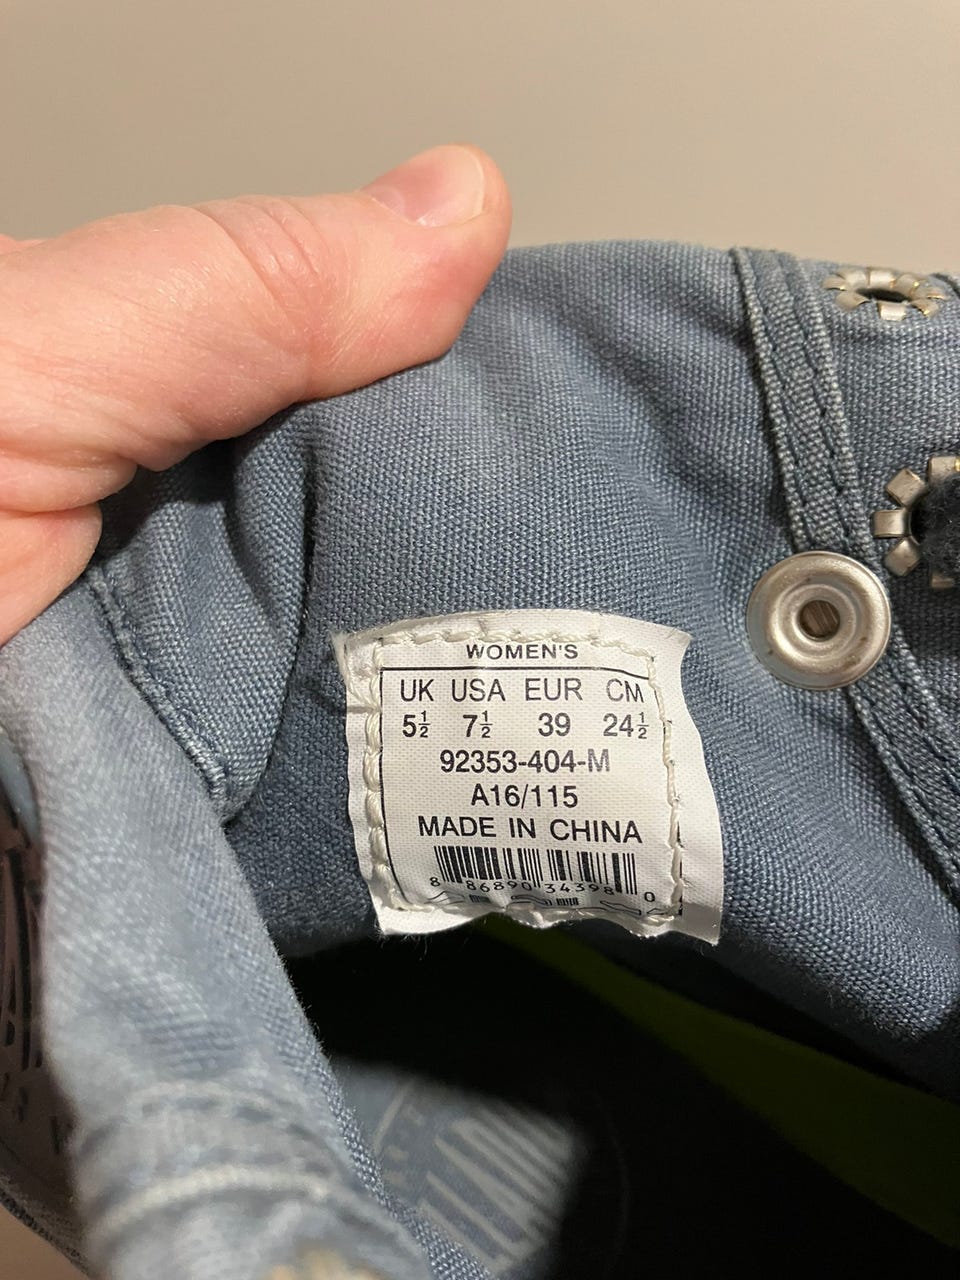 WOMEN'S
UK USA EUR CM
5½ 7½ 39 24½
92353-404-M
A16/115
MADE IN CHINA
8 86890 34398 0